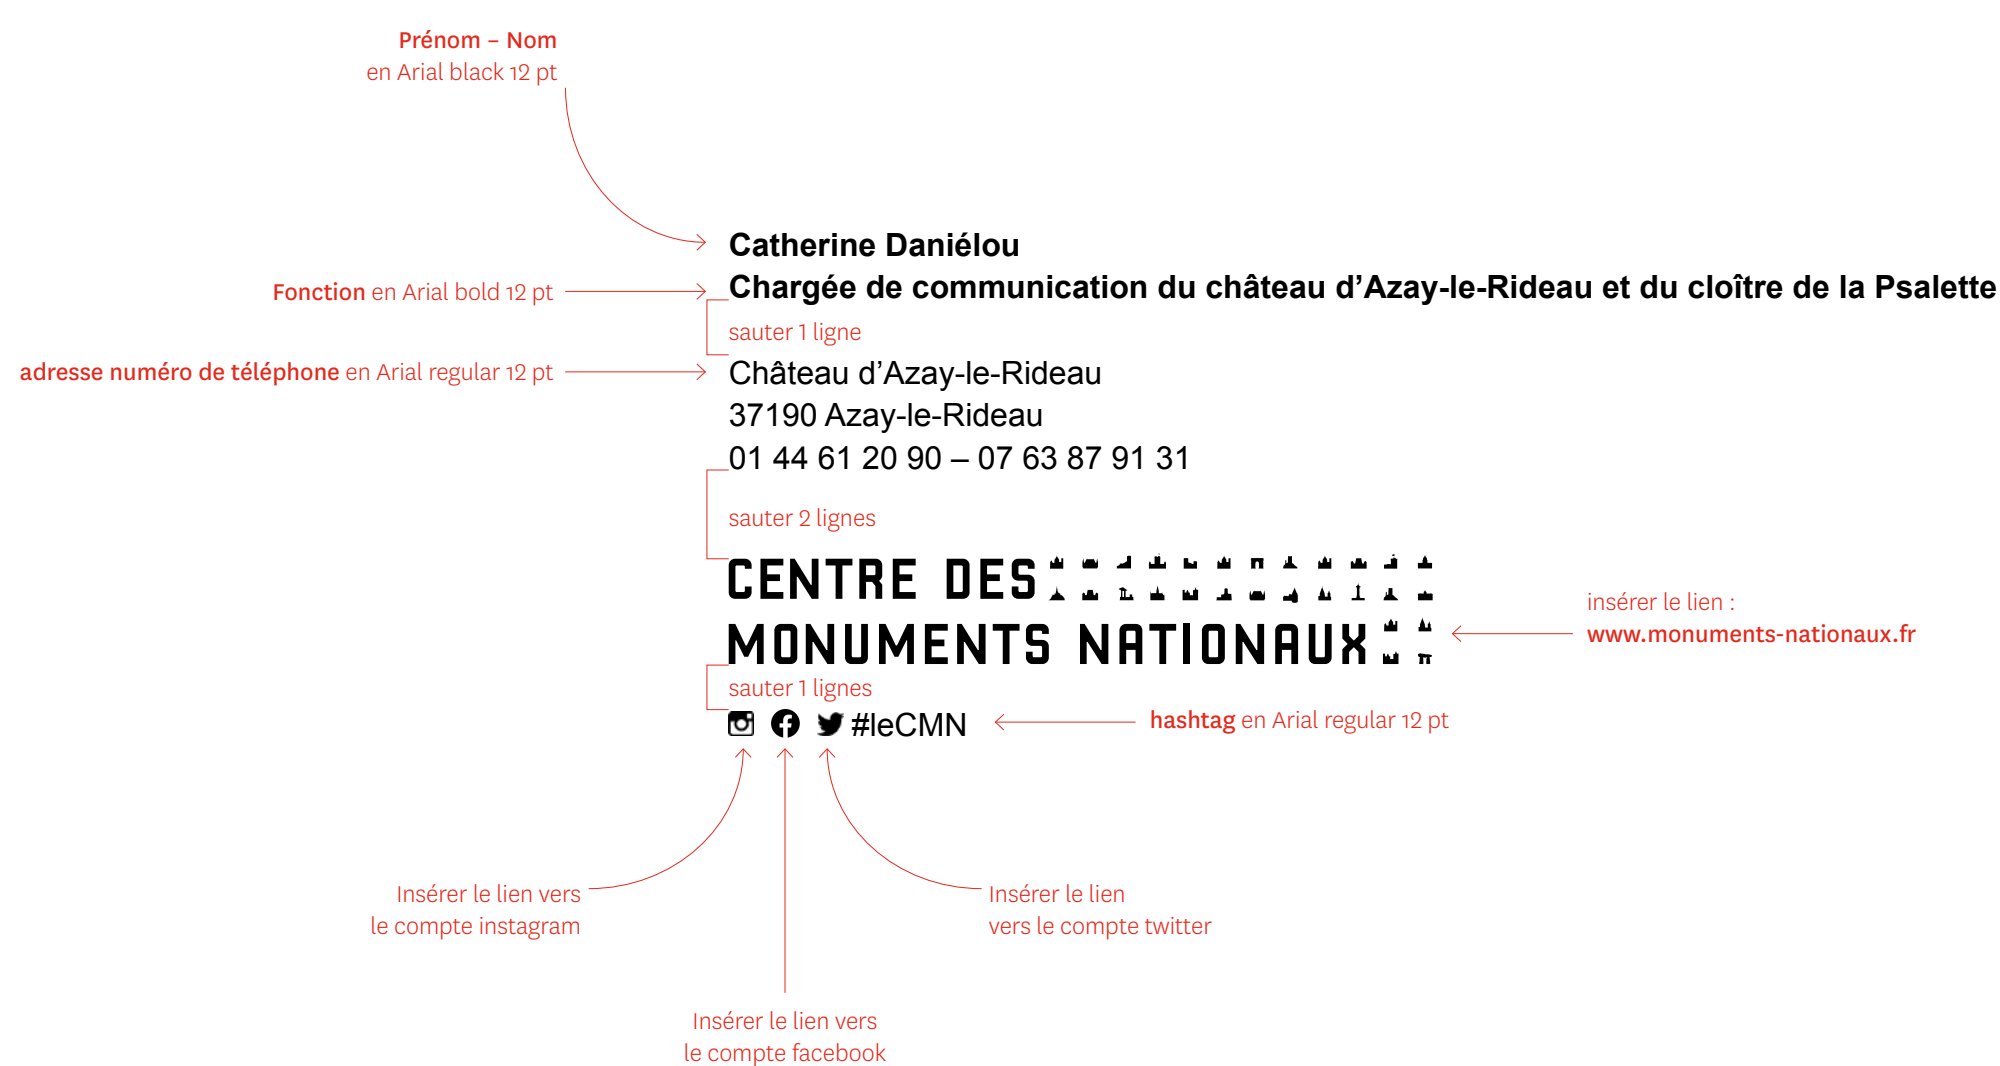 Prénom – Nom
en Arial black 12 pt
Catherine Daniélou
Fonction en Arial bold 12 pt
Chargée de communication du château d’Azay-le-Rideau et du cloître de la Psalette
sauter 1 ligne
adresse numéro de téléphone en Arial regular 12 pt
Château d’Azay-le-Rideau
37190 Azay-le-Rideau
01 44 61 20 90 – 07 63 87 91 31
sauter 2 lignes
CENTRE DES
MONUMENTS NATIONAUX
insérer le lien :
www.monuments-nationaux.fr
sauter 1 lignes
#leCMN
hashtag en Arial regular 12 pt
Insérer le lien vers
le compte instagram
Insérer le lien
vers le compte twitter
Insérer le lien vers
le compte facebook